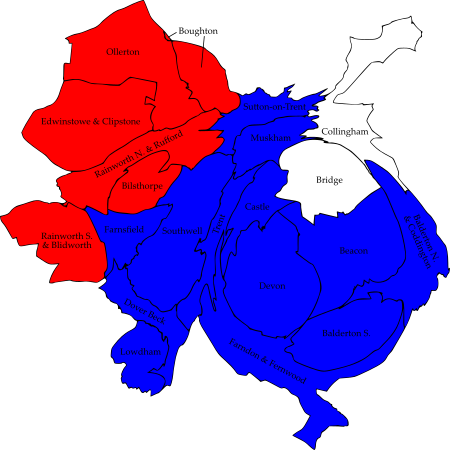 Boughton
Ollerton
Sutton-on-Trent
Edwinstowe & Clipstone
Collingham
Muskham
Rainworth N. & Rufford
Bridge
Bilsthorpe
Castle
Rainworth S.
& Blidworth
Farnsfield
Southwell
Trent
Balderton N.
& Coddington
Beacon
Devon
Dover Beck
Balderton S.
Lowdham
Farndon & Fernwood